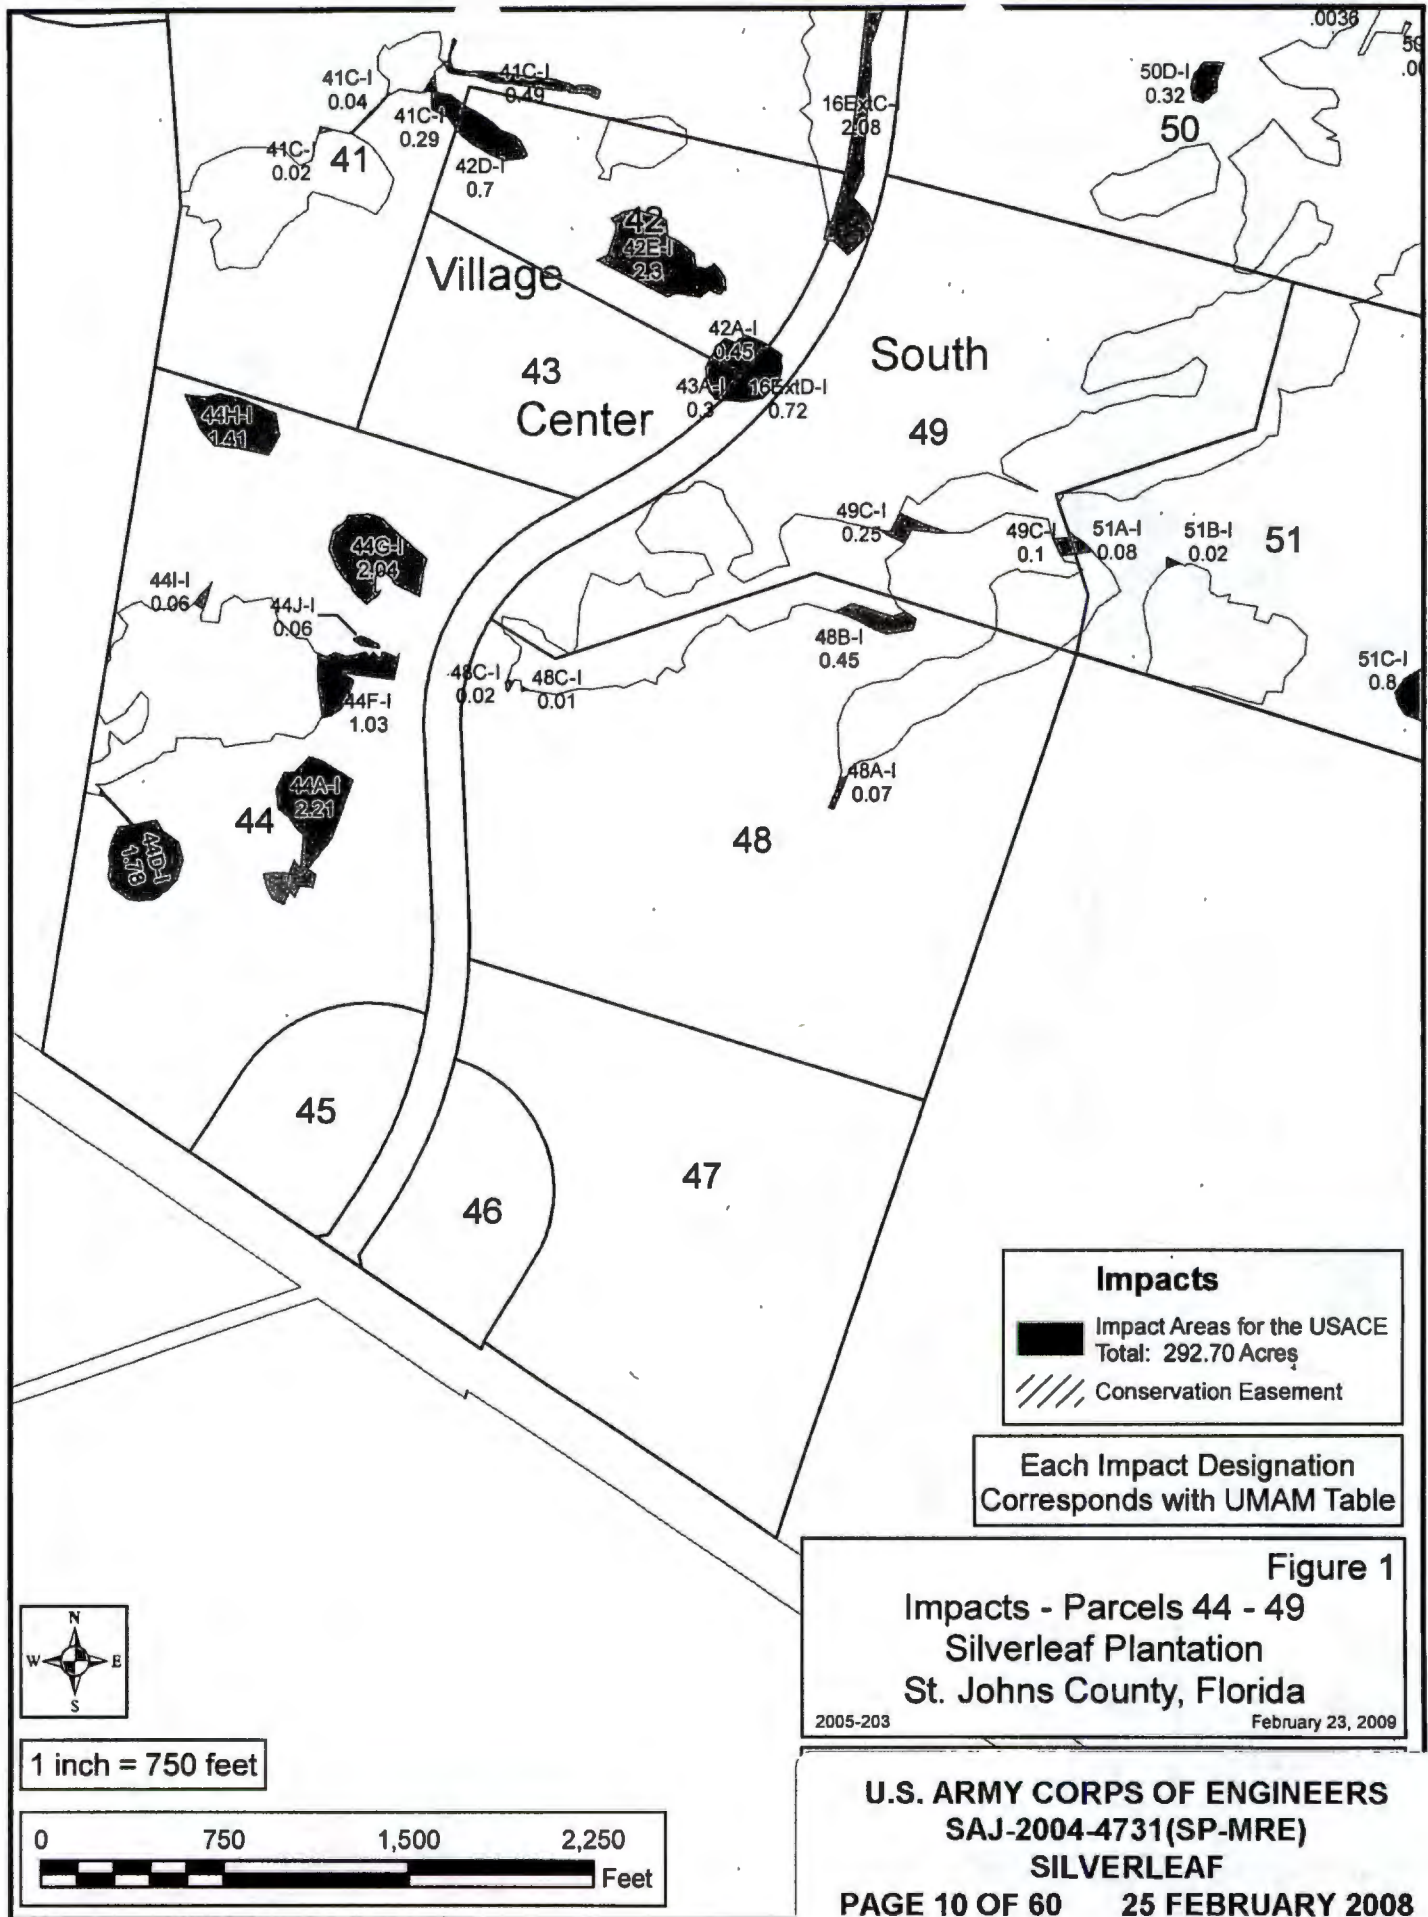 .0036
50D-I
0.32
50
41C-I
0.04
41C-I
0.49
41C-I
0.29
41C-I
0.02
41
42D-I
0.7
16ExtC-I
2.08
42
42E-I
2.3
Village
42A-I
0.45
43A-I
0.3
16ExtD-I
0.72
43
Center
South
49
44H-I
1.41
44G-I
2.04
44I-I
0.06
44J-I
0.06
44F-I
1.03
49C-I
0.25
49C-I
0.1
51A-I
0.08
51B-I
0.02
51
48C-I
0.02
48C-I
0.01
48B-I
0.45
51C-I
0.8
48A-I
0.07
44A-I
2.21
44
44D-I
1.78
48
45
46
47
Impacts
Impact Areas for the USACE
Total: 292.70 Acres
Conservation Easement
Each Impact Designation
Corresponds with UMAM Table
Figure 1
Impacts - Parcels 44 - 49
Silverleaf Plantation
St. Johns County, Florida
2005-203 February 23, 2009
N
W E
S
1 inch = 750 feet
0 750 1,500 2,250
Feet
U.S. ARMY CORPS OF ENGINEERS
SAJ-2004-4731(SP-MRE)
SILVERLEAF
PAGE 10 OF 60 25 FEBRUARY 2008